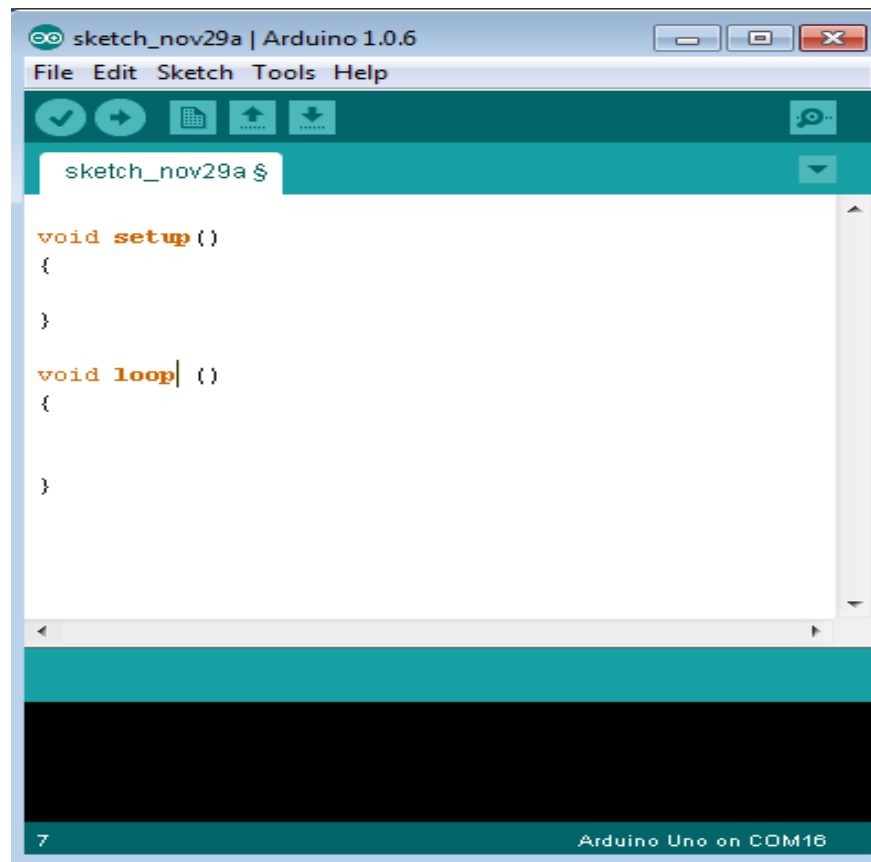 sketch_nov29a | Arduino 1.0.6
File Edit Sketch Tools Help
sketch_nov29a §
void setup()
{
}
void loop ()
{
}
7 Arduino Uno on COM16